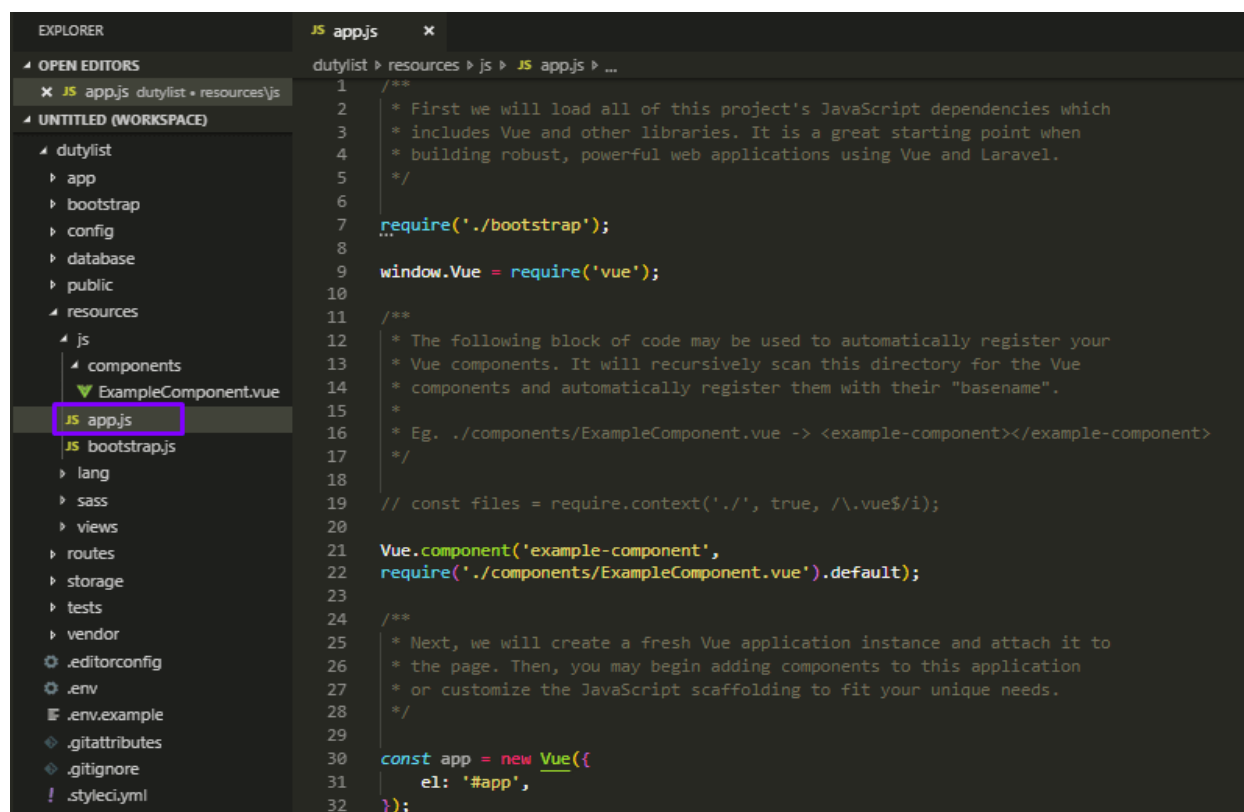 EXPLORER
OPEN EDITORS
JS app.js dutylist • resources\js
UNTITLED (WORKSPACE)
dutylist
app
bootstrap
config
database
public
resources
js
components
ExampleComponent.vue
JS app.js
JS bootstrap.js
lang
sass
views
routes
storage
tests
vendor
.editorconfig
.env
.env.example
.gitattributes
.gitignore
.styleci.yml
JS app.js
dutylist resources js JS app.js ...
1 /**
2 * First we will load all of this project's JavaScript dependencies which
3 * includes Vue and other libraries. It is a great starting point when
4 * building robust, powerful web applications using Vue and Laravel.
5 */
6
7 require('./bootstrap');
8
9 window.Vue = require('vue');
10
11 /**
12 * The following block of code may be used to automatically register your
13 * Vue components. It will recursively scan this directory for the Vue
14 * components and automatically register them with their "basename".
15 *
16 * Eg. ./components/ExampleComponent.vue -> <example-component></example-component>
17 */
18
19 // const files = require.context('./', true, /\.vue$/i);
20
21 Vue.component('example-component',
22 require('./components/ExampleComponent.vue').default);
23
24 /**
25 * Next, we will create a fresh Vue application instance and attach it to
26 * the page. Then, you may begin adding components to this application
27 * or customize the JavaScript scaffolding to fit your unique needs.
28 */
29
30 const app = new Vue({
31 el: '#app',
32 });